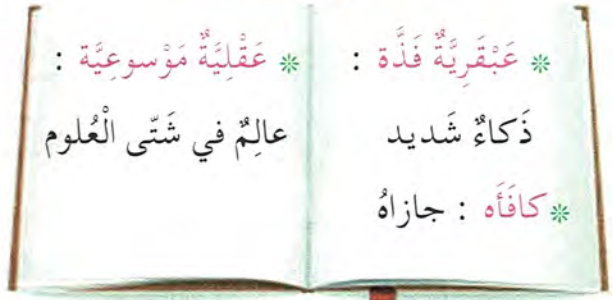 * عَبْقَرِيَّةٌ فَذَّة :
ذَكاءٌ شَديد
* كافَأَه : جازاهُ
* عَقْلِيَّةٌ مَوْسوعِيَّة :
عالِمٌ في شَتّى الْعُلوم